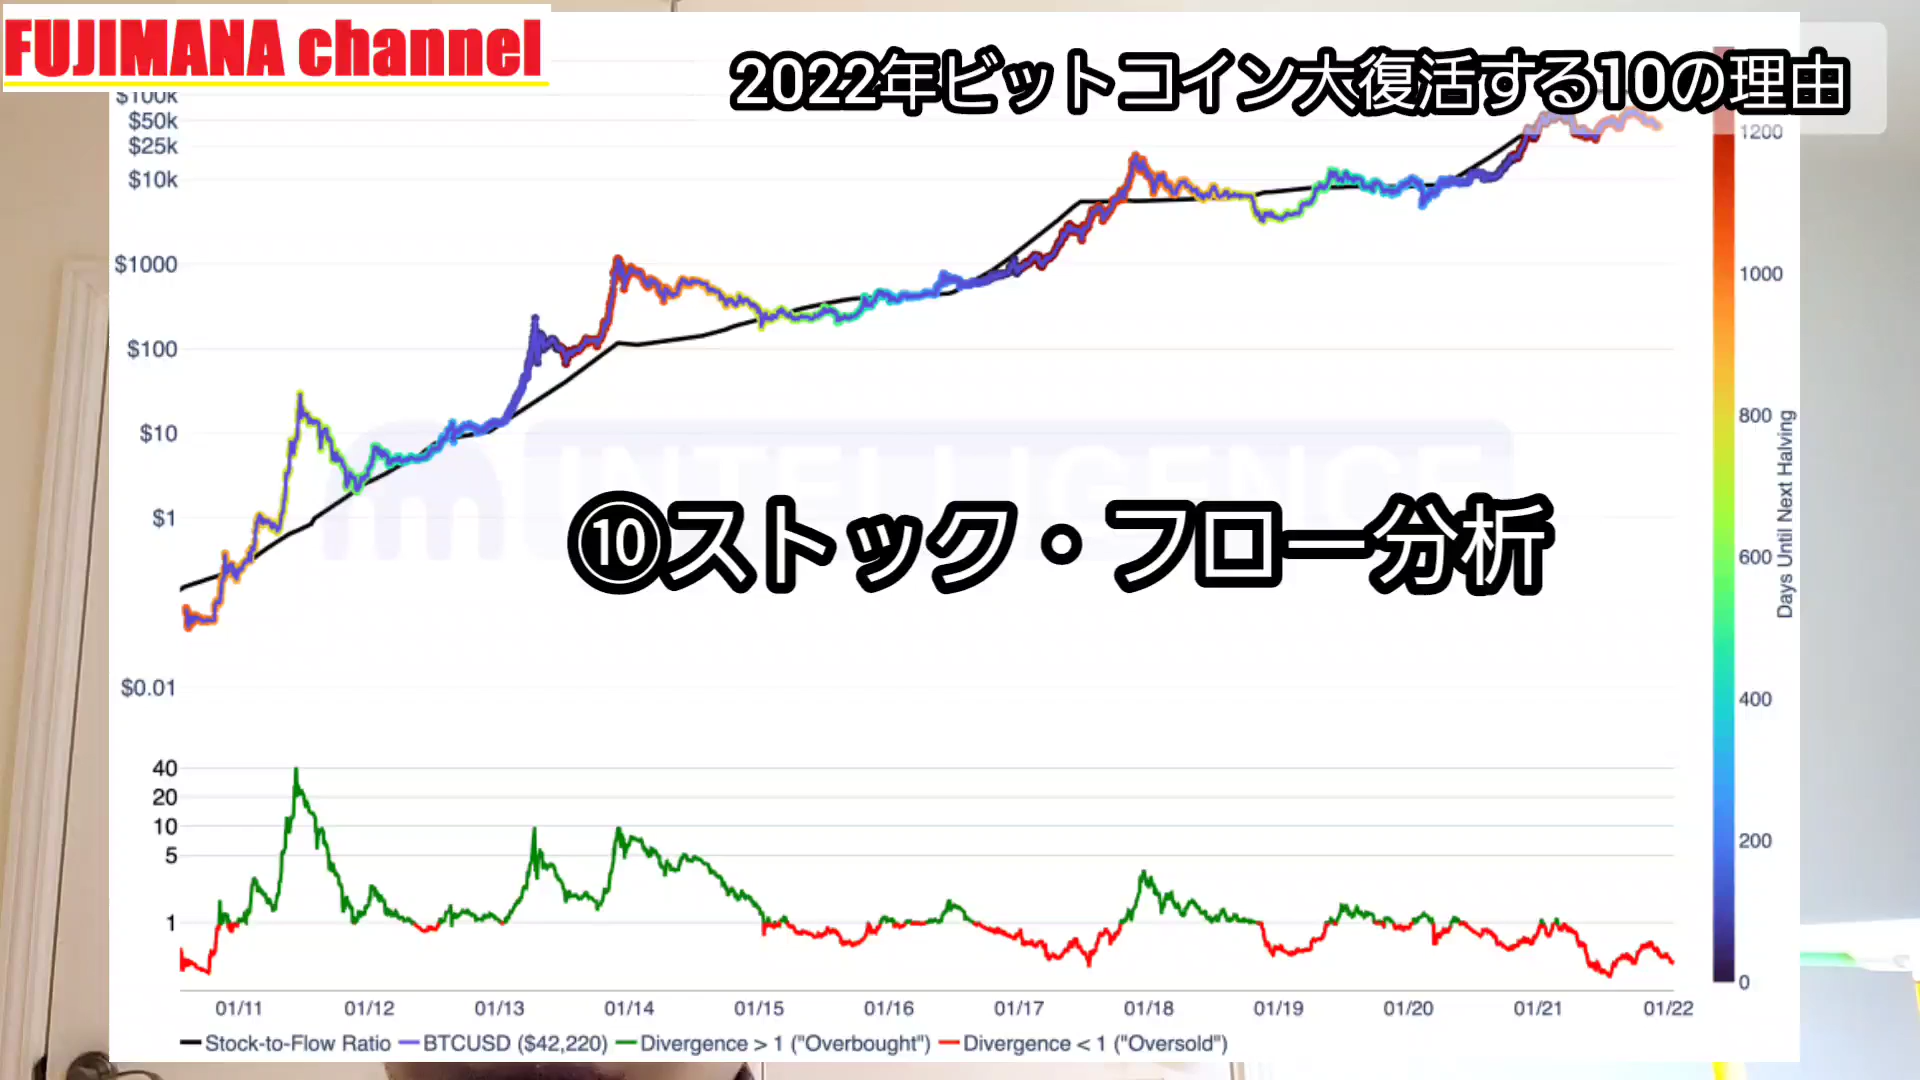 FUJIMANA channel
2022年ビットコイン大復活する10の理由
$100k
$50k
$25k
$10k
$1000
$100
$10
$1
$0.01
INTELLIGENCE
⑩ストック・フロー分析
1200
1000
800
600
400
200
0
Days Until Next Halving
40
20
10
5
1
01/11 01/12 01/13 01/14 01/15 01/16 01/17 01/18 01/19 01/20 01/21 01/22
Stock-to-Flow Ratio BTCUSD ($42,220) Divergence > 1 ("Overbought") Divergence < 1 ("Oversold")